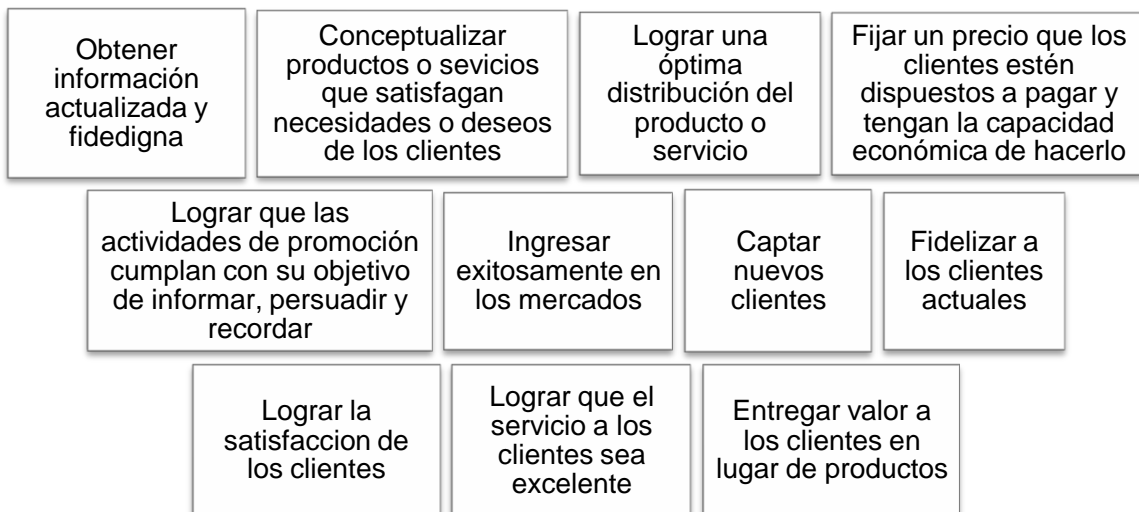 Obtener
información
actualizada y
fidedigna
Conceptualizar
productos o sevicios
que satisfagan
necesidades o deseos
de los clientes
Lograr una
óptima
distribución del
producto o
servicio
Fijar un precio que los
clientes estén
dispuestos a pagar y
tengan la capacidad
económica de hacerlo
Lograr que las
actividades de promoción
cumplan con su objetivo
de informar, persuadir y
recordar
Ingresar
exitosamente en
los mercados
Captar
nuevos
clientes
Fidelizar a
los clientes
actuales
Lograr la
satisfaccion de
los clientes
Lograr que el
servicio a los
clientes sea
excelente
Entregar valor a
los clientes en
lugar de productos